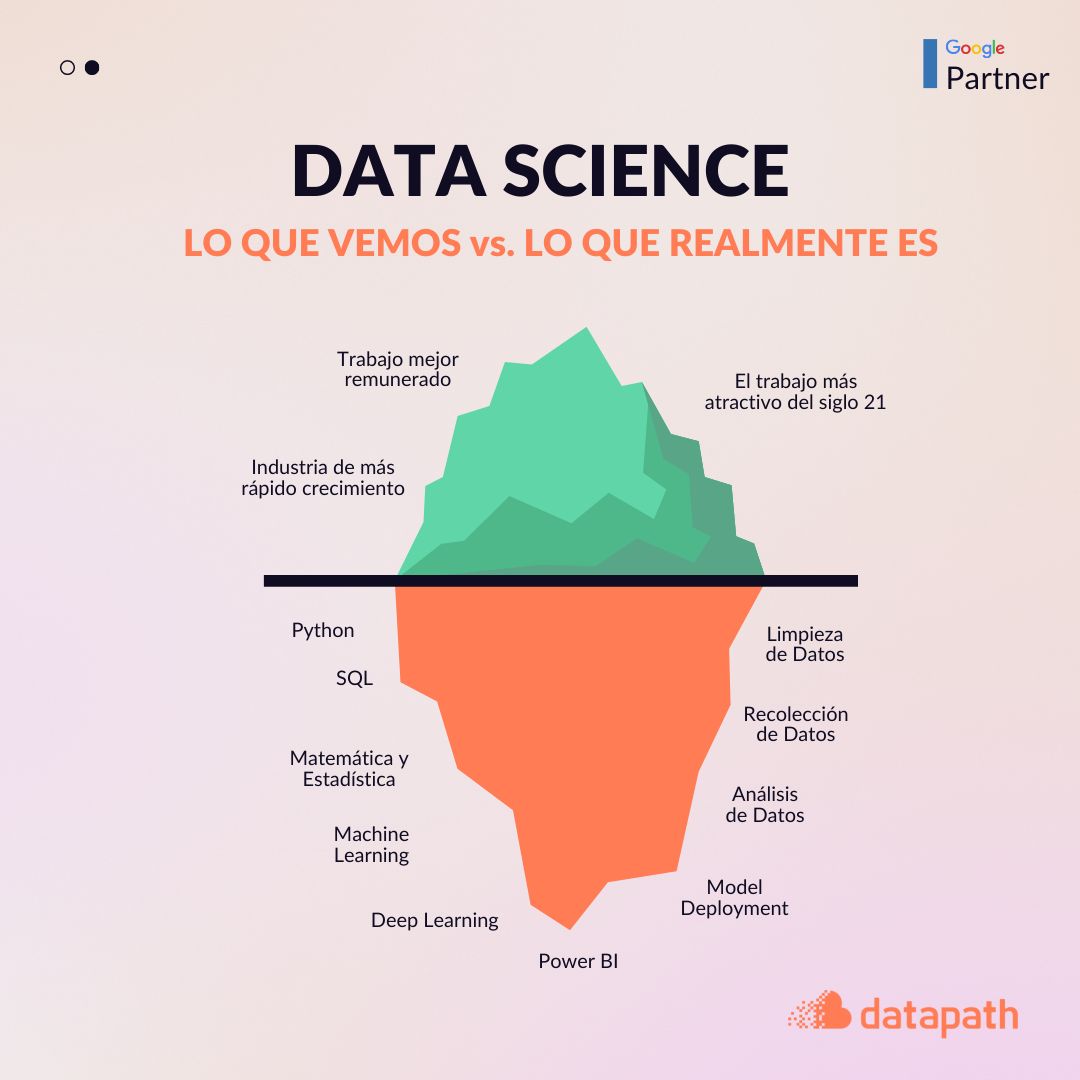 Google
Partner
DATA SCIENCE
LO QUE VEMOS vs. LO QUE REALMENTE ES
Trabajo mejor
remunerado
El trabajo más
atractivo del siglo 21
Industria de más
rápido crecimiento
Python
SQL
Matemática y
Estadística
Machine
Learning
Deep Learning
Power BI
Limpieza
de Datos
Recolección
de Datos
Análisis
de Datos
Model
Deployment
datapath